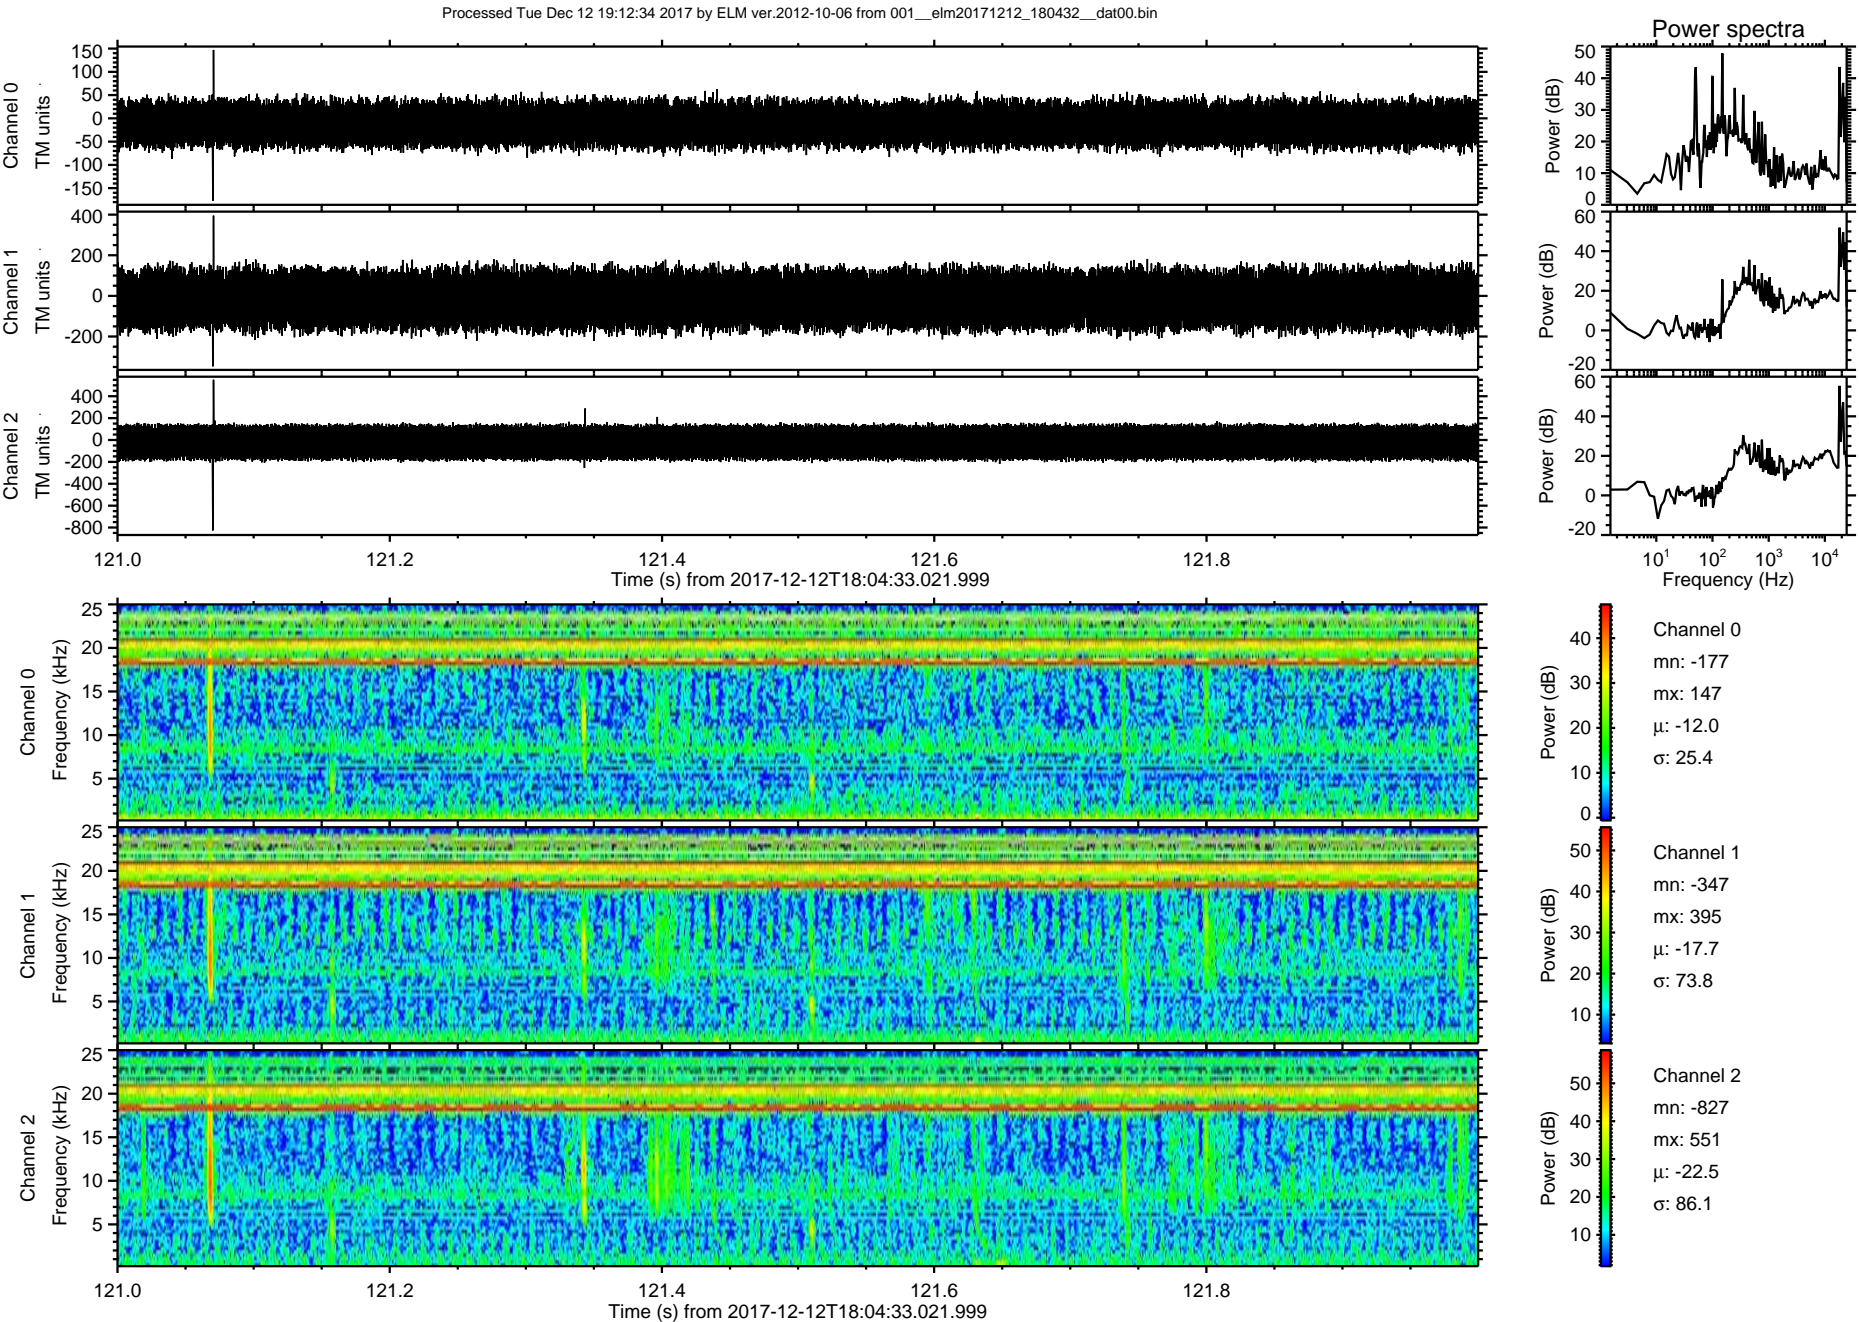 Processed Tue Dec 12 19:12:34 2017 by ELM ver.2012-10-06 from 001__elm20171212_180432__dat00.bin
Power spectra
Channel 0
TM units
150
100
50
0
-50
-100
-150
Power (dB)
50
40
30
20
10
0
Channel 1
TM units
400
200
0
-200
Power (dB)
60
40
20
0
-20
Channel 2
TM units
400
200
0
-200
-400
-600
-800
Power (dB)
60
40
20
0
-20
121.0 121.2 121.4 121.6 121.8
Time (s) from 2017-12-12T18:04:33.021.999
10¹ 10² 10³ 10⁴
Frequency (Hz)
Channel 0
Frequency (kHz)
25
20
15
10
5
Power (dB)
40
30
20
10
0
Channel 0
mn: -177
mx: 147
μ: -12.0
σ: 25.4
Channel 1
Frequency (kHz)
25
20
15
10
5
Power (dB)
50
40
30
20
10
Channel 1
mn: -347
mx: 395
μ: -17.7
σ: 73.8
Channel 2
Frequency (kHz)
25
20
15
10
5
Power (dB)
50
40
30
20
10
Channel 2
mn: -827
mx: 551
μ: -22.5
σ: 86.1
121.0 121.2 121.4 121.6 121.8
Time (s) from 2017-12-12T18:04:33.021.999